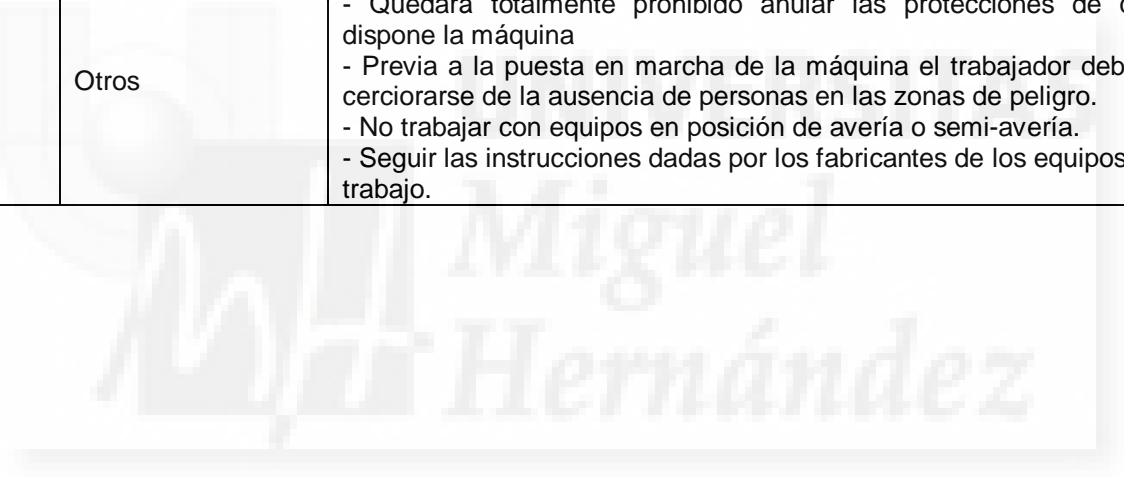 - Quedará totalmente prohibido anular las protecciones de
dispone la máquina
Otros
- Previa a la puesta en marcha de la máquina el trabajador deb
cerciorarse de la ausencia de personas en las zonas de peligro.
- No trabajar con equipos en posición de avería o semi-avería.
- Seguir las instrucciones dadas por los fabricantes de los equipos
trabajo.
UNIVERSITAS
Miguel
Hernández